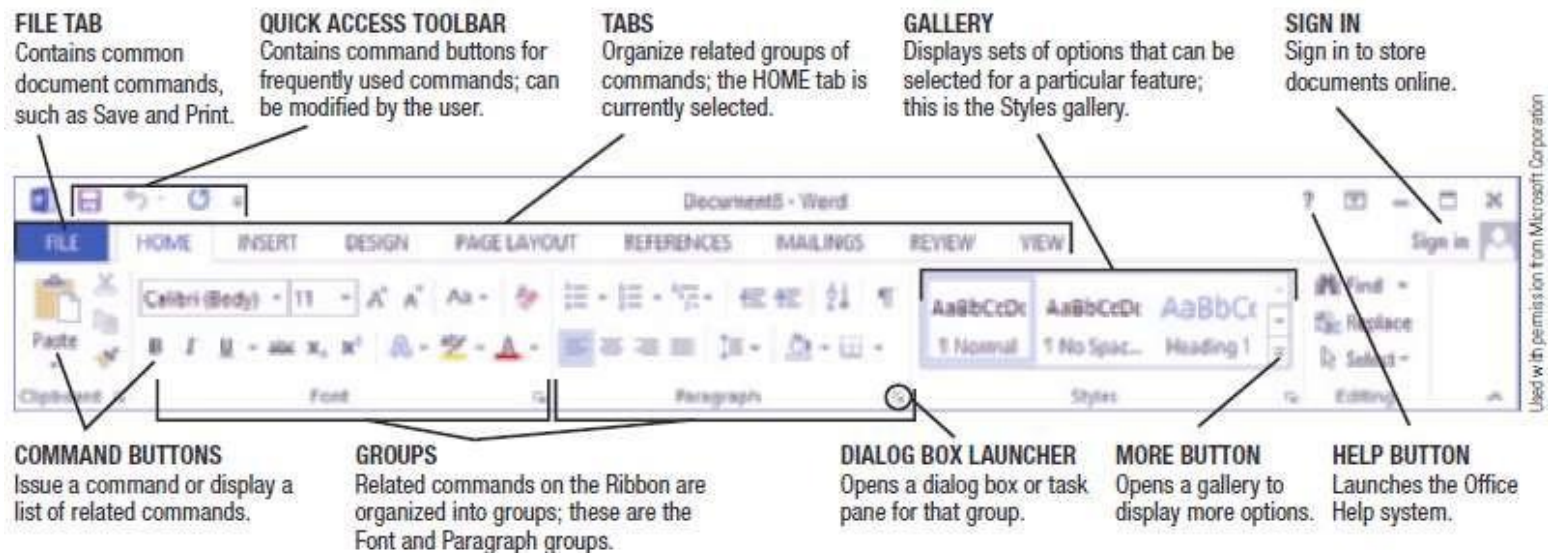 FILE TAB
Contains common
document commands,
such as Save and Print.
QUICK ACCESS TOOLBAR
Contains command buttons for
frequently used commands; can
be modified by the user.
TABS
Organize related groups of
commands; the HOME tab is
currently selected.
GALLERY
Displays sets of options that can be
selected for a particular feature;
this is the Styles gallery.
SIGN IN
Sign in to store
documents online.
Used with permission from Microsoft Corporation
- Word
?
FILE HOME INSERT DESIGN PAGE LAYOUT REFERENCES MAILINGS REVIEW VIEW Sign in
Calibri (Body) 11 Aa AaBbCcDc AaBbCcDc AaBbCc Find
Replace
Paste B I U abc x, x² A ¶ Normal ¶ No Spac... Heading 1 Select
Clipboard Font Paragraph Styles Editing
COMMAND BUTTONS
Issue a command or display a
list of related commands.
GROUPS
Related commands on the Ribbon are
organized into groups; these are the
Font and Paragraph groups.
DIALOG BOX LAUNCHER
Opens a dialog box or task
pane for that group.
MORE BUTTON
Opens a gallery to
display more options.
HELP BUTTON
Launches the Office
Help system.